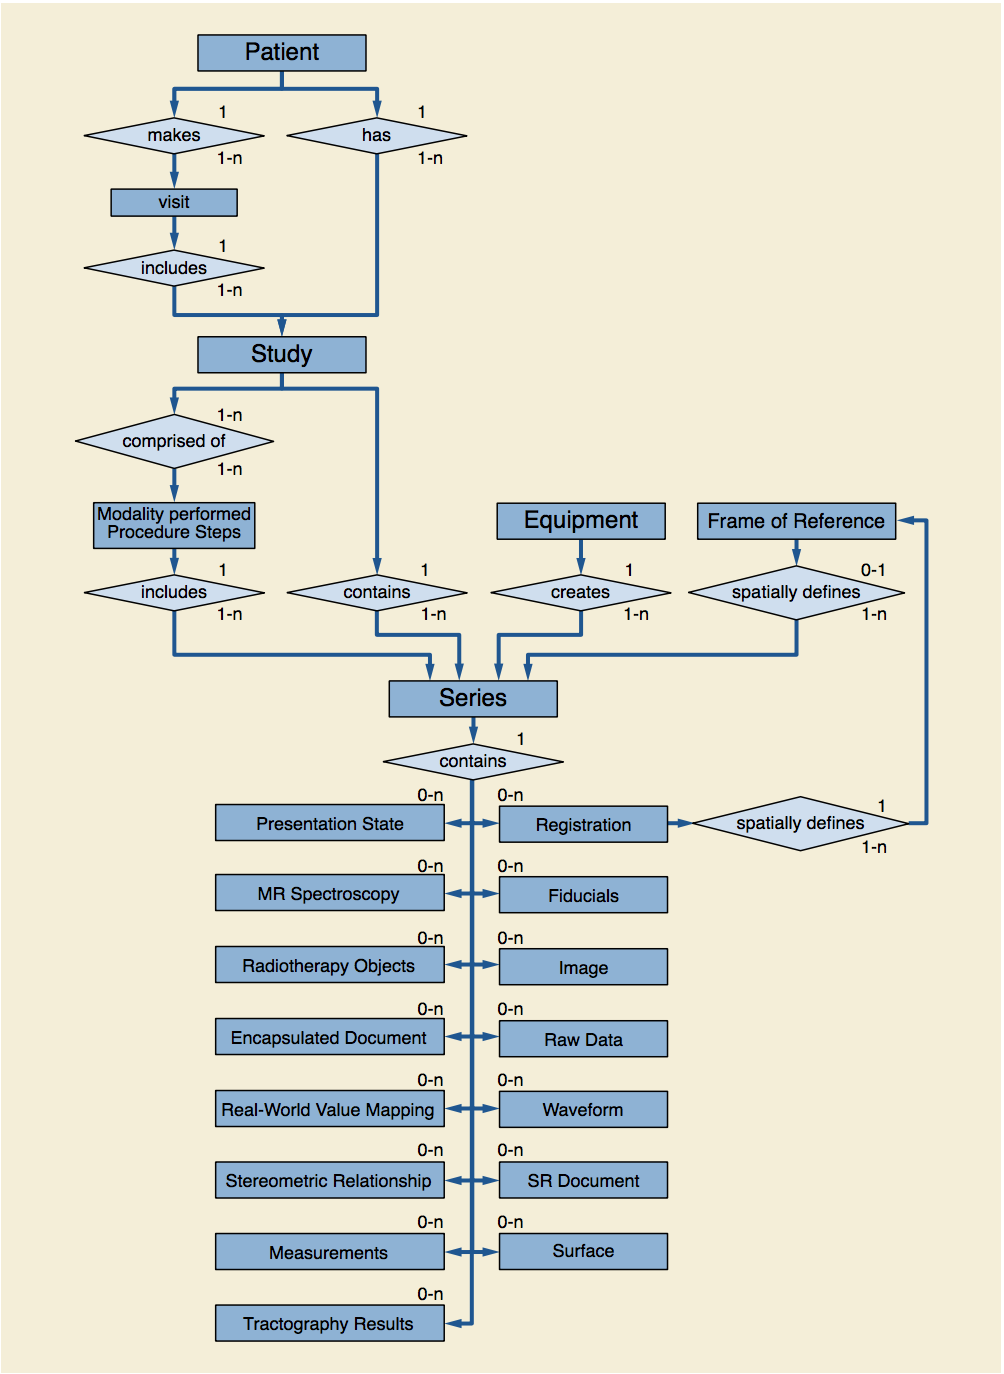 Patient
1
1
makes
has
1-n
1-n
visit
1
includes
1-n
Study
1-n
comprised of
1-n
Modality performed
Procedure Steps
Equipment
Frame of Reference
1
1
1
0-1
includes
contains
creates
spatially defines
1-n
1-n
1-n
1-n
Series
1
contains
0-n
0-n
Presentation State
Registration
1
spatially defines
1-n
0-n
0-n
MR Spectroscopy
Fiducials
0-n
0-n
Radiotherapy Objects
Image
0-n
0-n
Encapsulated Document
Raw Data
0-n
0-n
Real-World Value Mapping
Waveform
0-n
0-n
Stereometric Relationship
SR Document
0-n
0-n
Measurements
Surface
0-n
Tractography Results